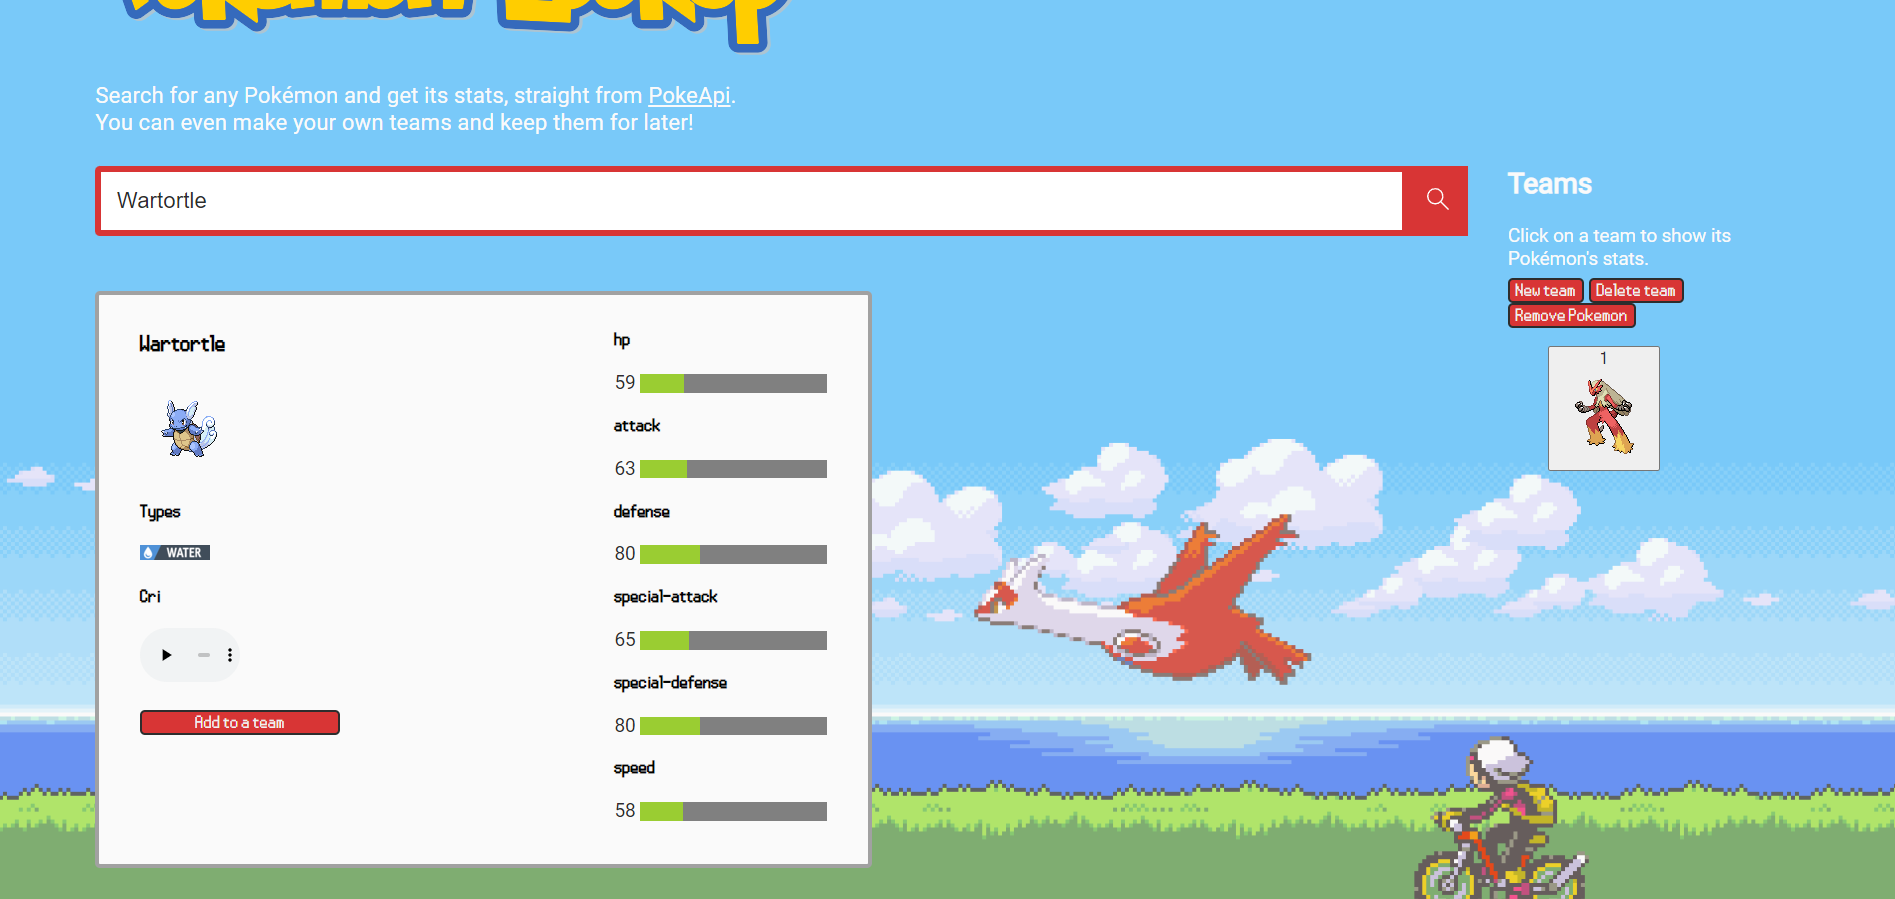 Pokémon Lookup
Search for any Pokémon and get its stats, straight from PokeApi.
You can even make your own teams and keep them for later!
Wartortle
Teams
Click on a team to show its
Pokémon's stats.
New team
Delete team
Remove Pokemon
1
Wartortle
Types
WATER
Cri
Add to a team
hp
59
attack
63
defense
80
special-attack
65
special-defense
80
speed
58